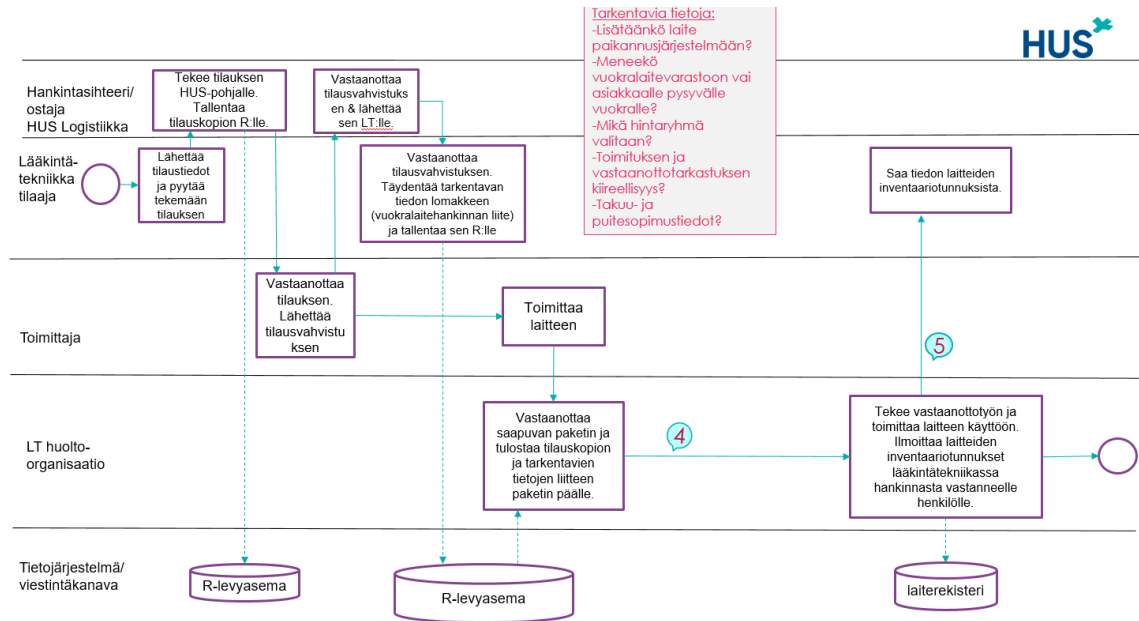 Tarkentavia tietoja:
-Lisätäänkö laite
paikannusjärjestelmään?
-Meneekö
vuokralaitevarastoon vai
asiakkaalle pysyvälle
vuokralle?
-Mikä hintaryhmä
valitaan?
-Toimituksen ja
vastaanottotarkastuksen
kiireellisyys?
-Takuu- ja
puitesopimustiedot?
HUS
Hankintasihteeri/
ostaja
HUS Logistiikka
Tekee tilauksen
HUS-pohjalle.
Tallentaa
tilauskopion R:lle.
Vastaanottaa
tilausvahvistuks
en & lähettää
sen LT:lle.
Lääkintä-
tekniikka
tilaaja
Lähettää
tilaustiedot
ja pyytää
tekemään
tilauksen
Vastaanottaa
tilausvahvistuksen.
Täydentää tarkentavan
tiedon lomakkeen
(vuokralaitehankinnan liite)
ja tallentaa sen R:lle
Saa tiedon laitteiden
inventaariotunnuksista.
Toimittaja
Vastaanottaa
tilauksen.
Lähettää
tilausvahvistu
ksen
Toimittaa
laitteen
5
LT huolto-
organisaatio
Vastaanottaa
saapuvan paketin ja
tulostaa tilauskopion
ja tarkentavien
tietojen liitteen
paketin päälle.
4
Tekee vastaanottotyön ja
toimittaa laitteen käyttöön.
Ilmoittaa laitteiden
inventaariotunnukset
lääkintätekniikassa
hankinnasta vastanneelle
henkilölle.
Tietojärjestelmä/
viestintäkanava
R-levyasema
R-levyasema
laiterekisteri